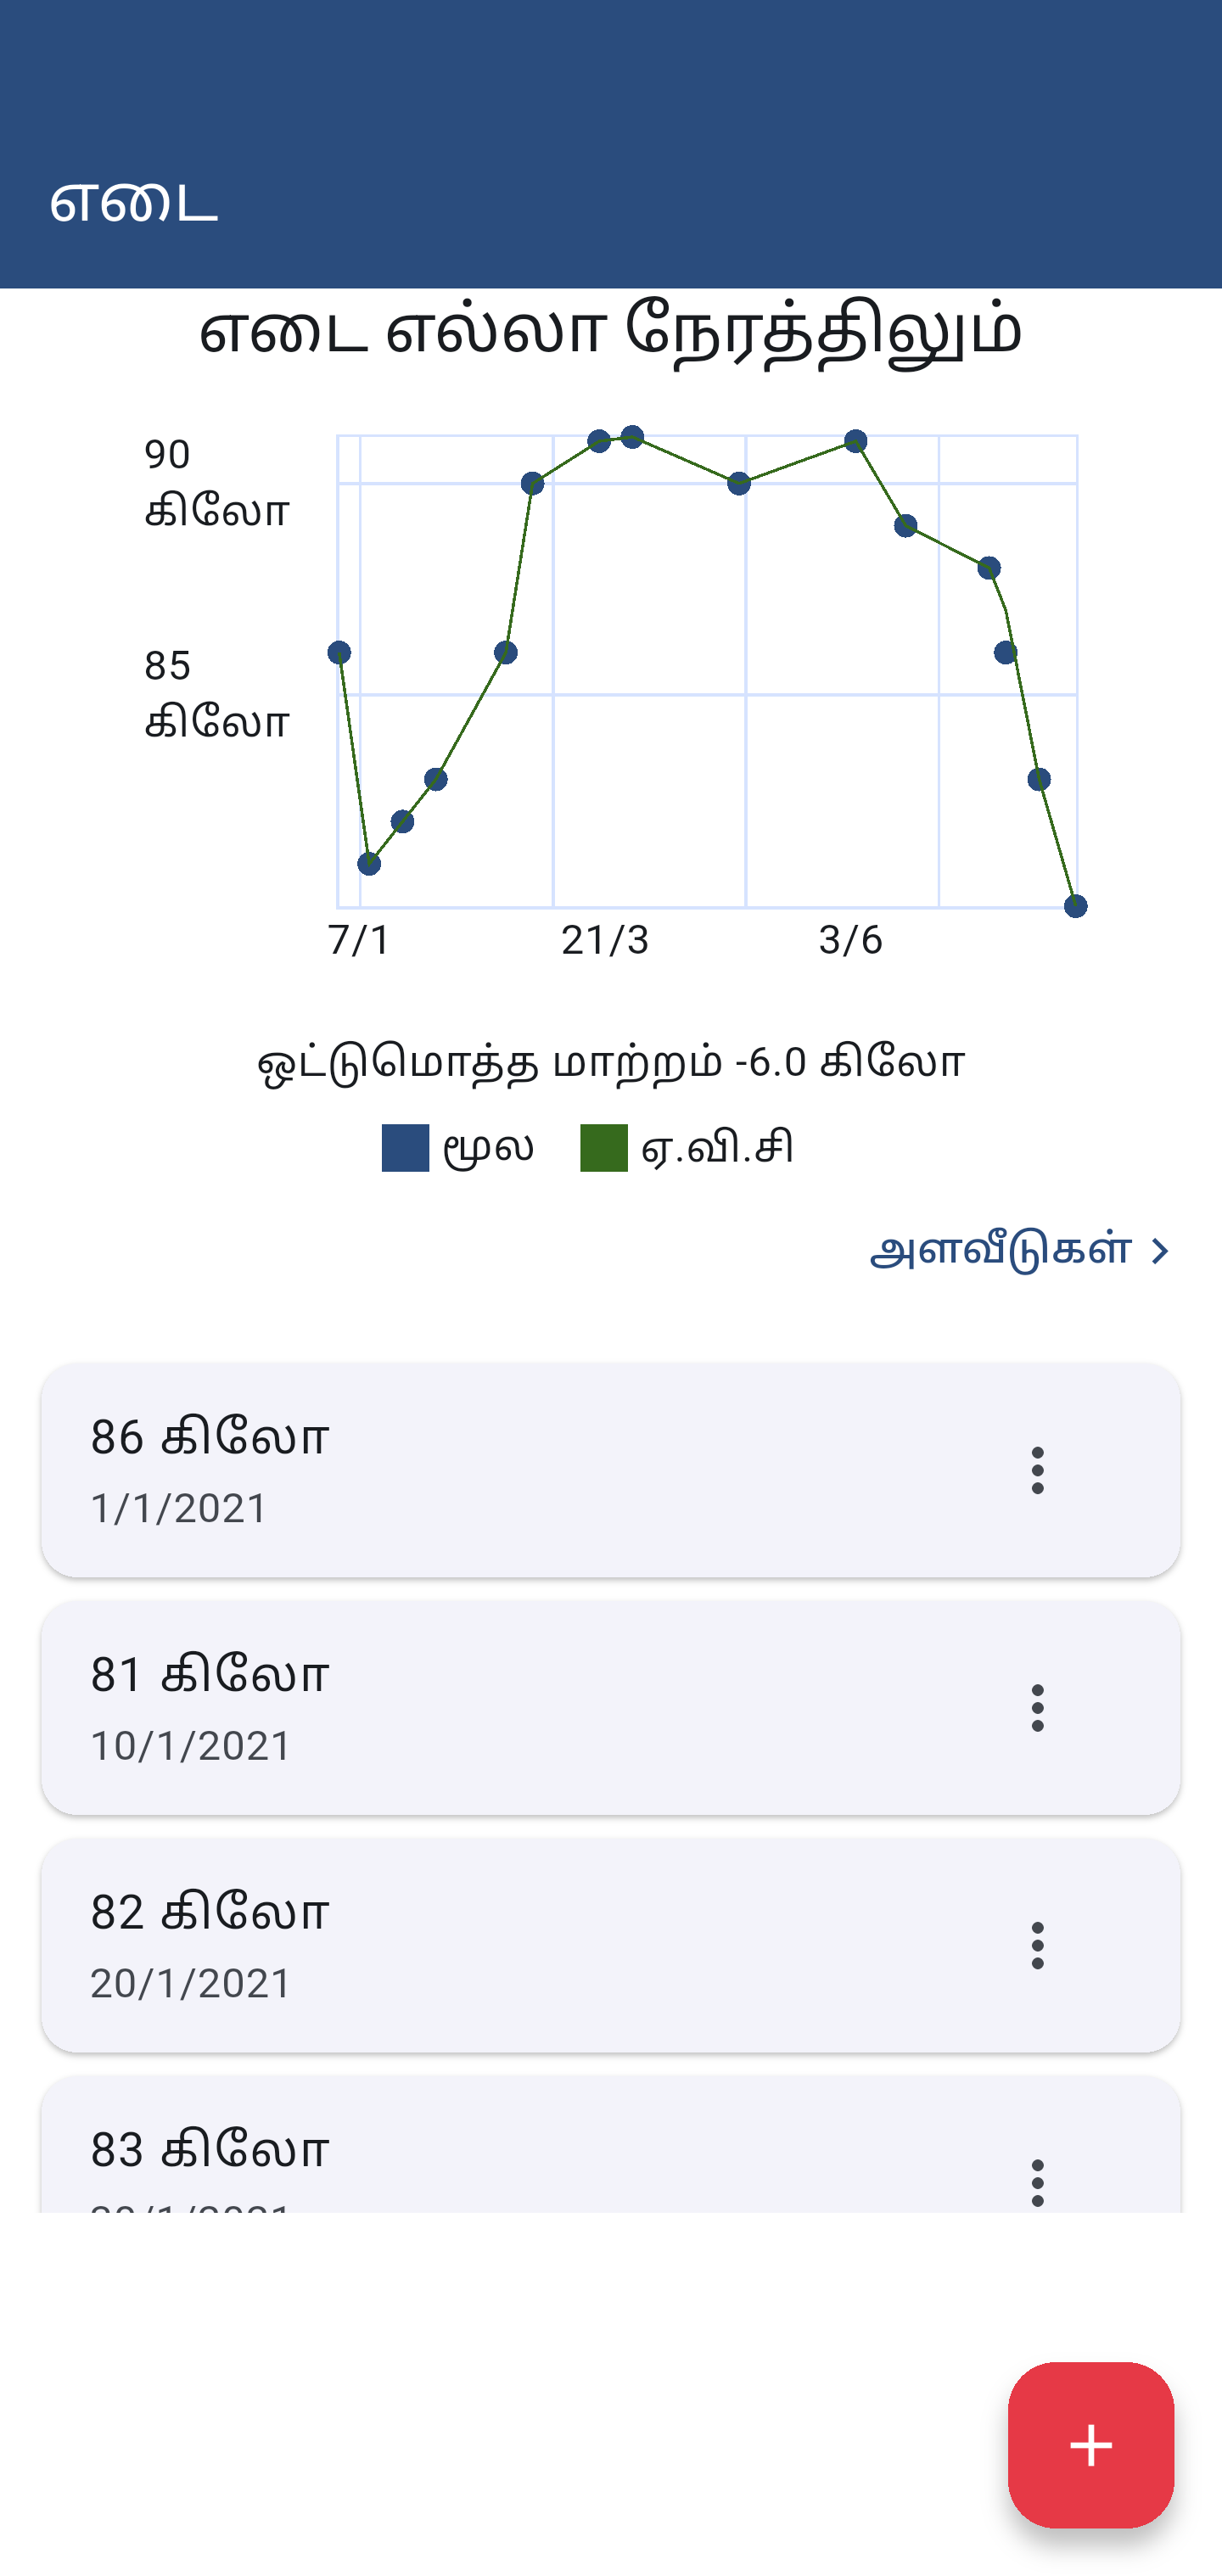 எடை
எடை எல்லா நேரத்திலும்
90
கிலோ
85
கிலோ
7/1
21/3
3/6
ஒட்டுமொத்த மாற்றம் -6.0 கிலோ
மூல
ஏ.வி.சி
அளவீடுகள்
86 கிலோ
1/1/2021
81 கிலோ
10/1/2021
82 கிலோ
20/1/2021
83 கிலோ